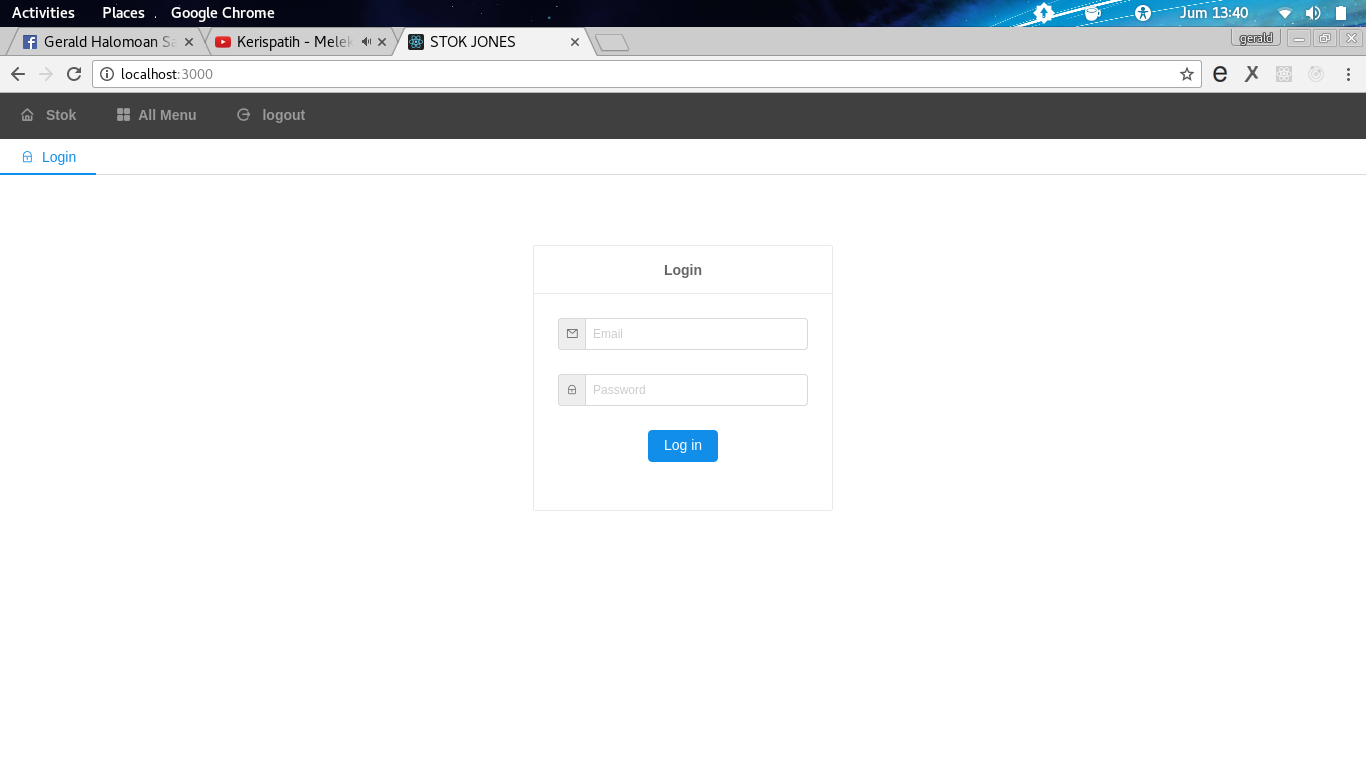 Activities Places Google Chrome Jum 13:40
Gerald Halomoan Sa Kerispatih - Melek STOK JONES gerald
localhost:3000
Stok All Menu logout
Login
Login
Email
Password
Log in